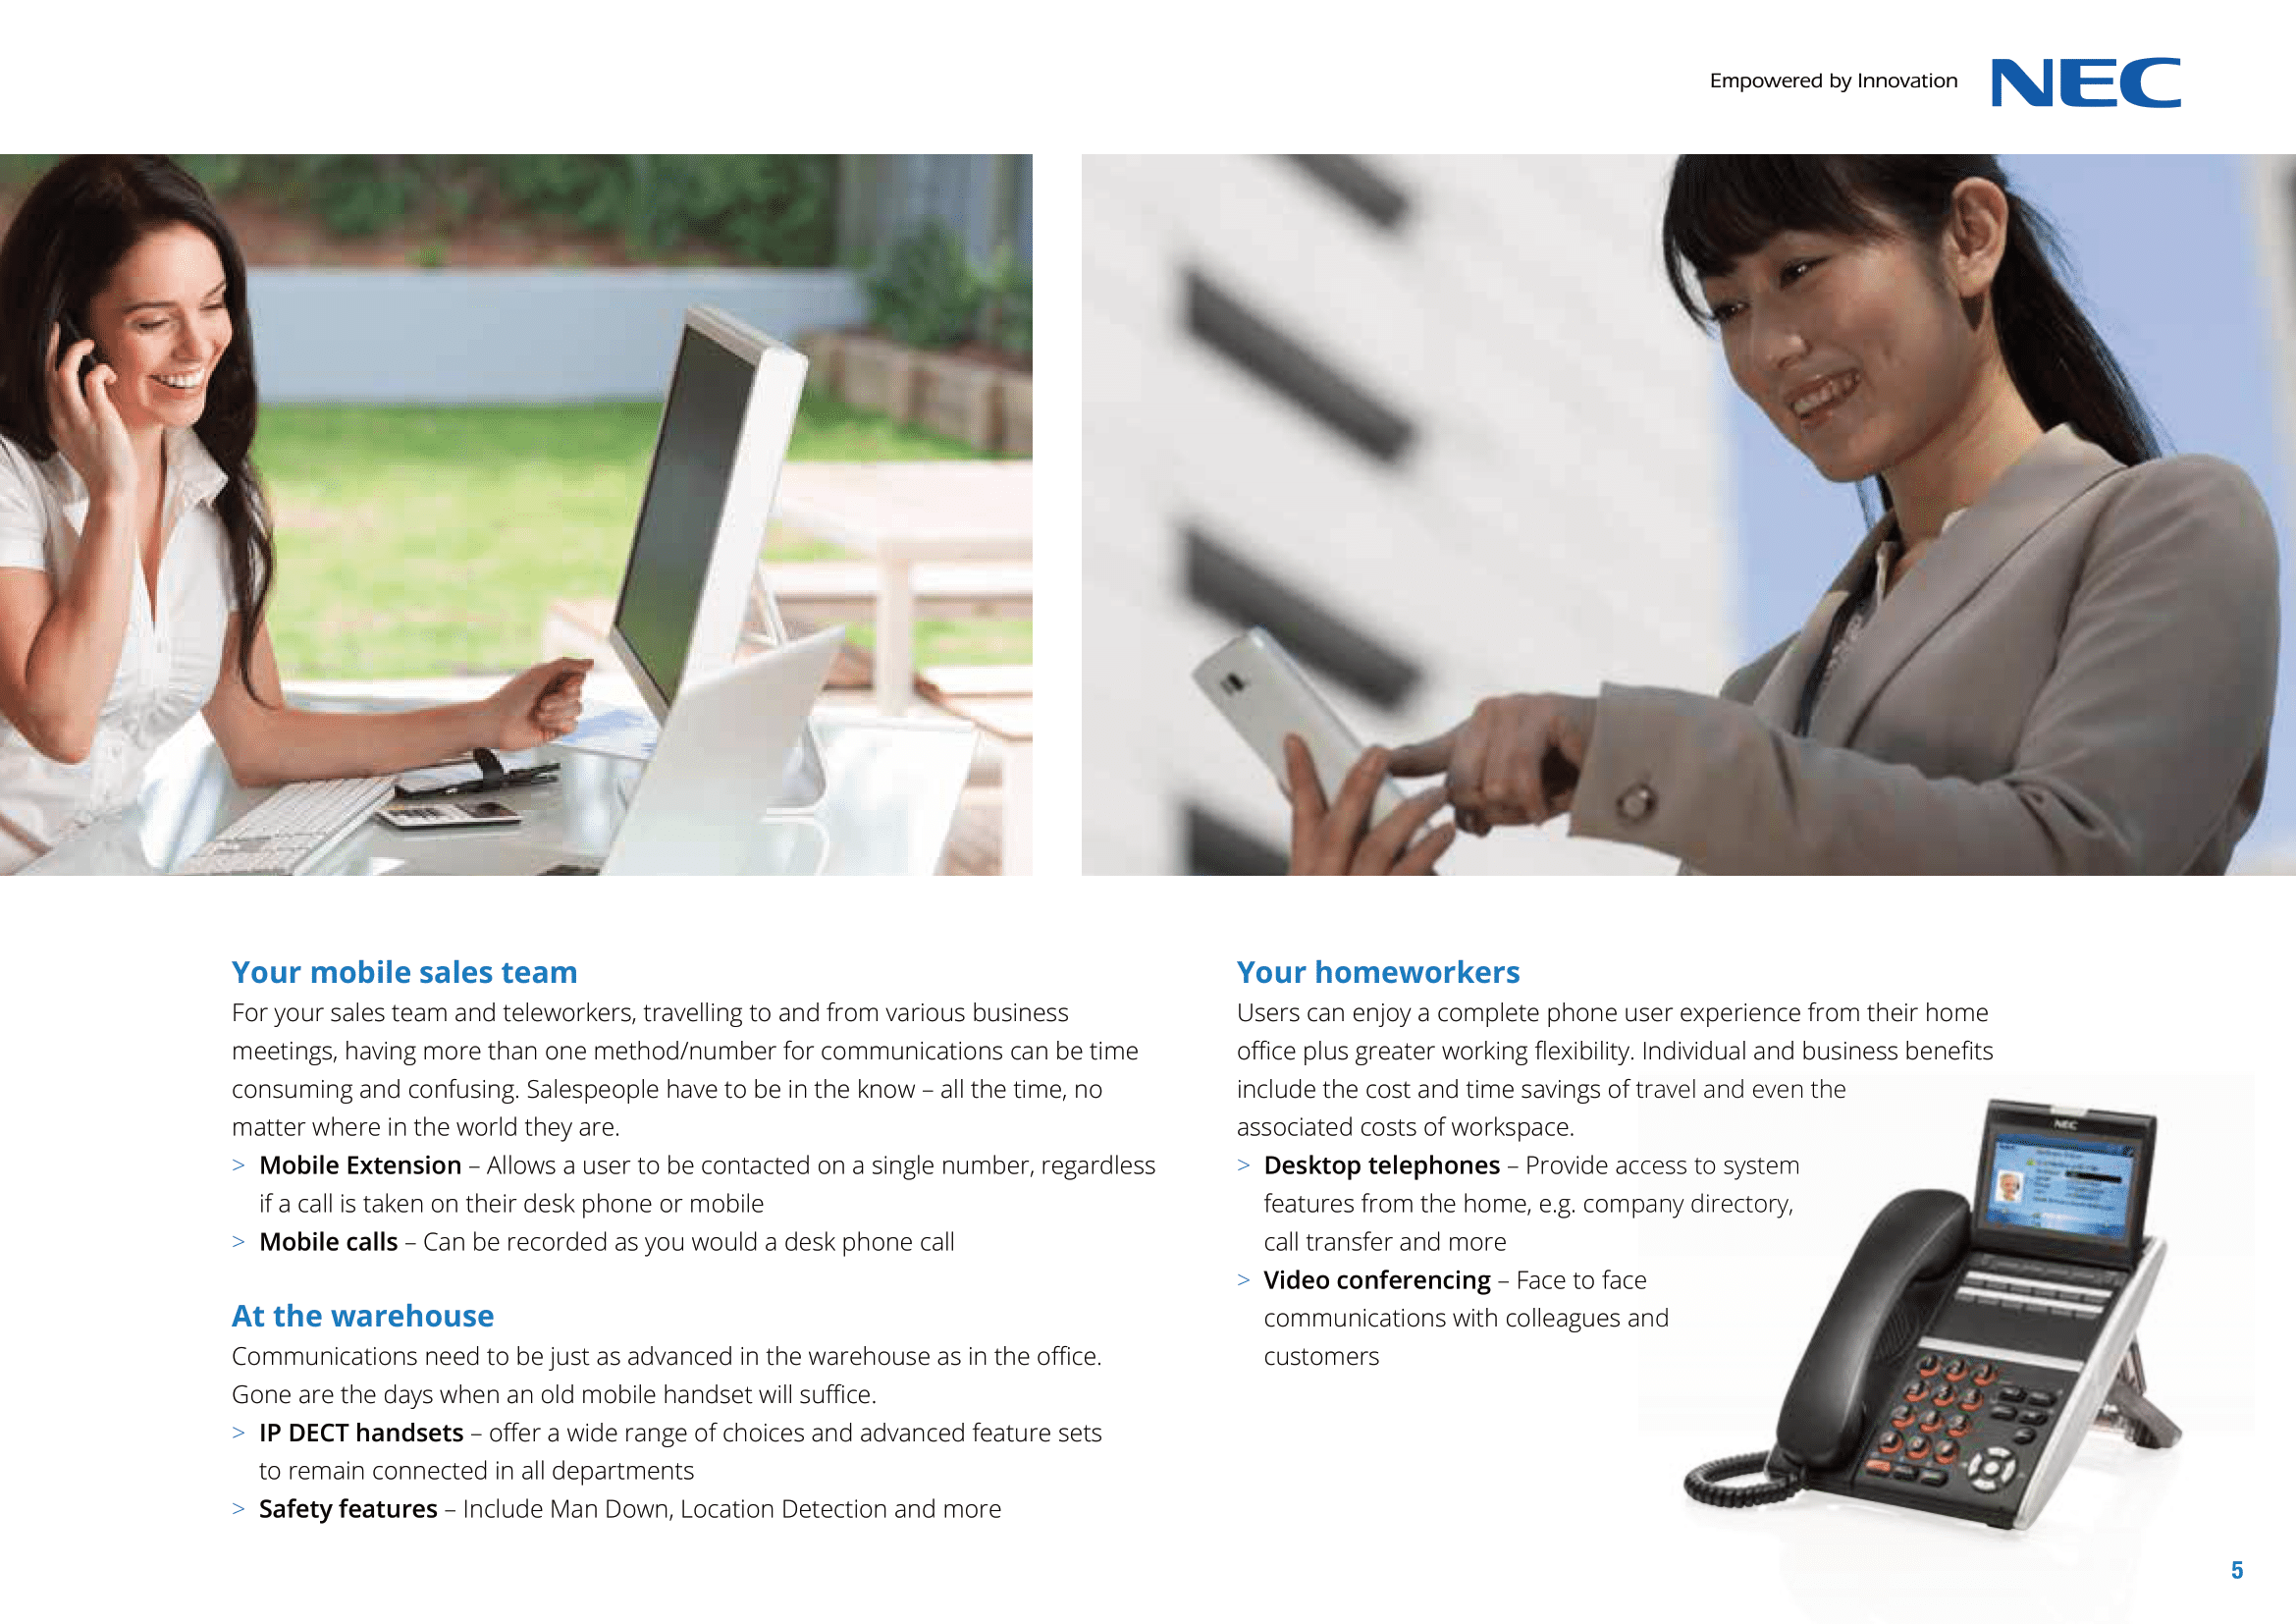 Empowered by Innovation NEC
Your mobile sales team
For your sales team and teleworkers, travelling to and from various business
meetings, having more than one method/number for communications can be time
consuming and confusing. Salespeople have to be in the know – all the time, no
matter where in the world they are.
> Mobile Extension – Allows a user to be contacted on a single number, regardless
if a call is taken on their desk phone or mobile
> Mobile calls – Can be recorded as you would a desk phone call
At the warehouse
Communications need to be just as advanced in the warehouse as in the office.
Gone are the days when an old mobile handset will suffice.
> IP DECT handsets – offer a wide range of choices and advanced feature sets
to remain connected in all departments
> Safety features – Include Man Down, Location Detection and more
Your homeworkers
Users can enjoy a complete phone user experience from their home
office plus greater working flexibility. Individual and business benefits
include the cost and time savings of travel and even the
associated costs of workspace.
> Desktop telephones – Provide access to system
features from the home, e.g. company directory,
call transfer and more
> Video conferencing – Face to face
communications with colleagues and
customers
NEC
5